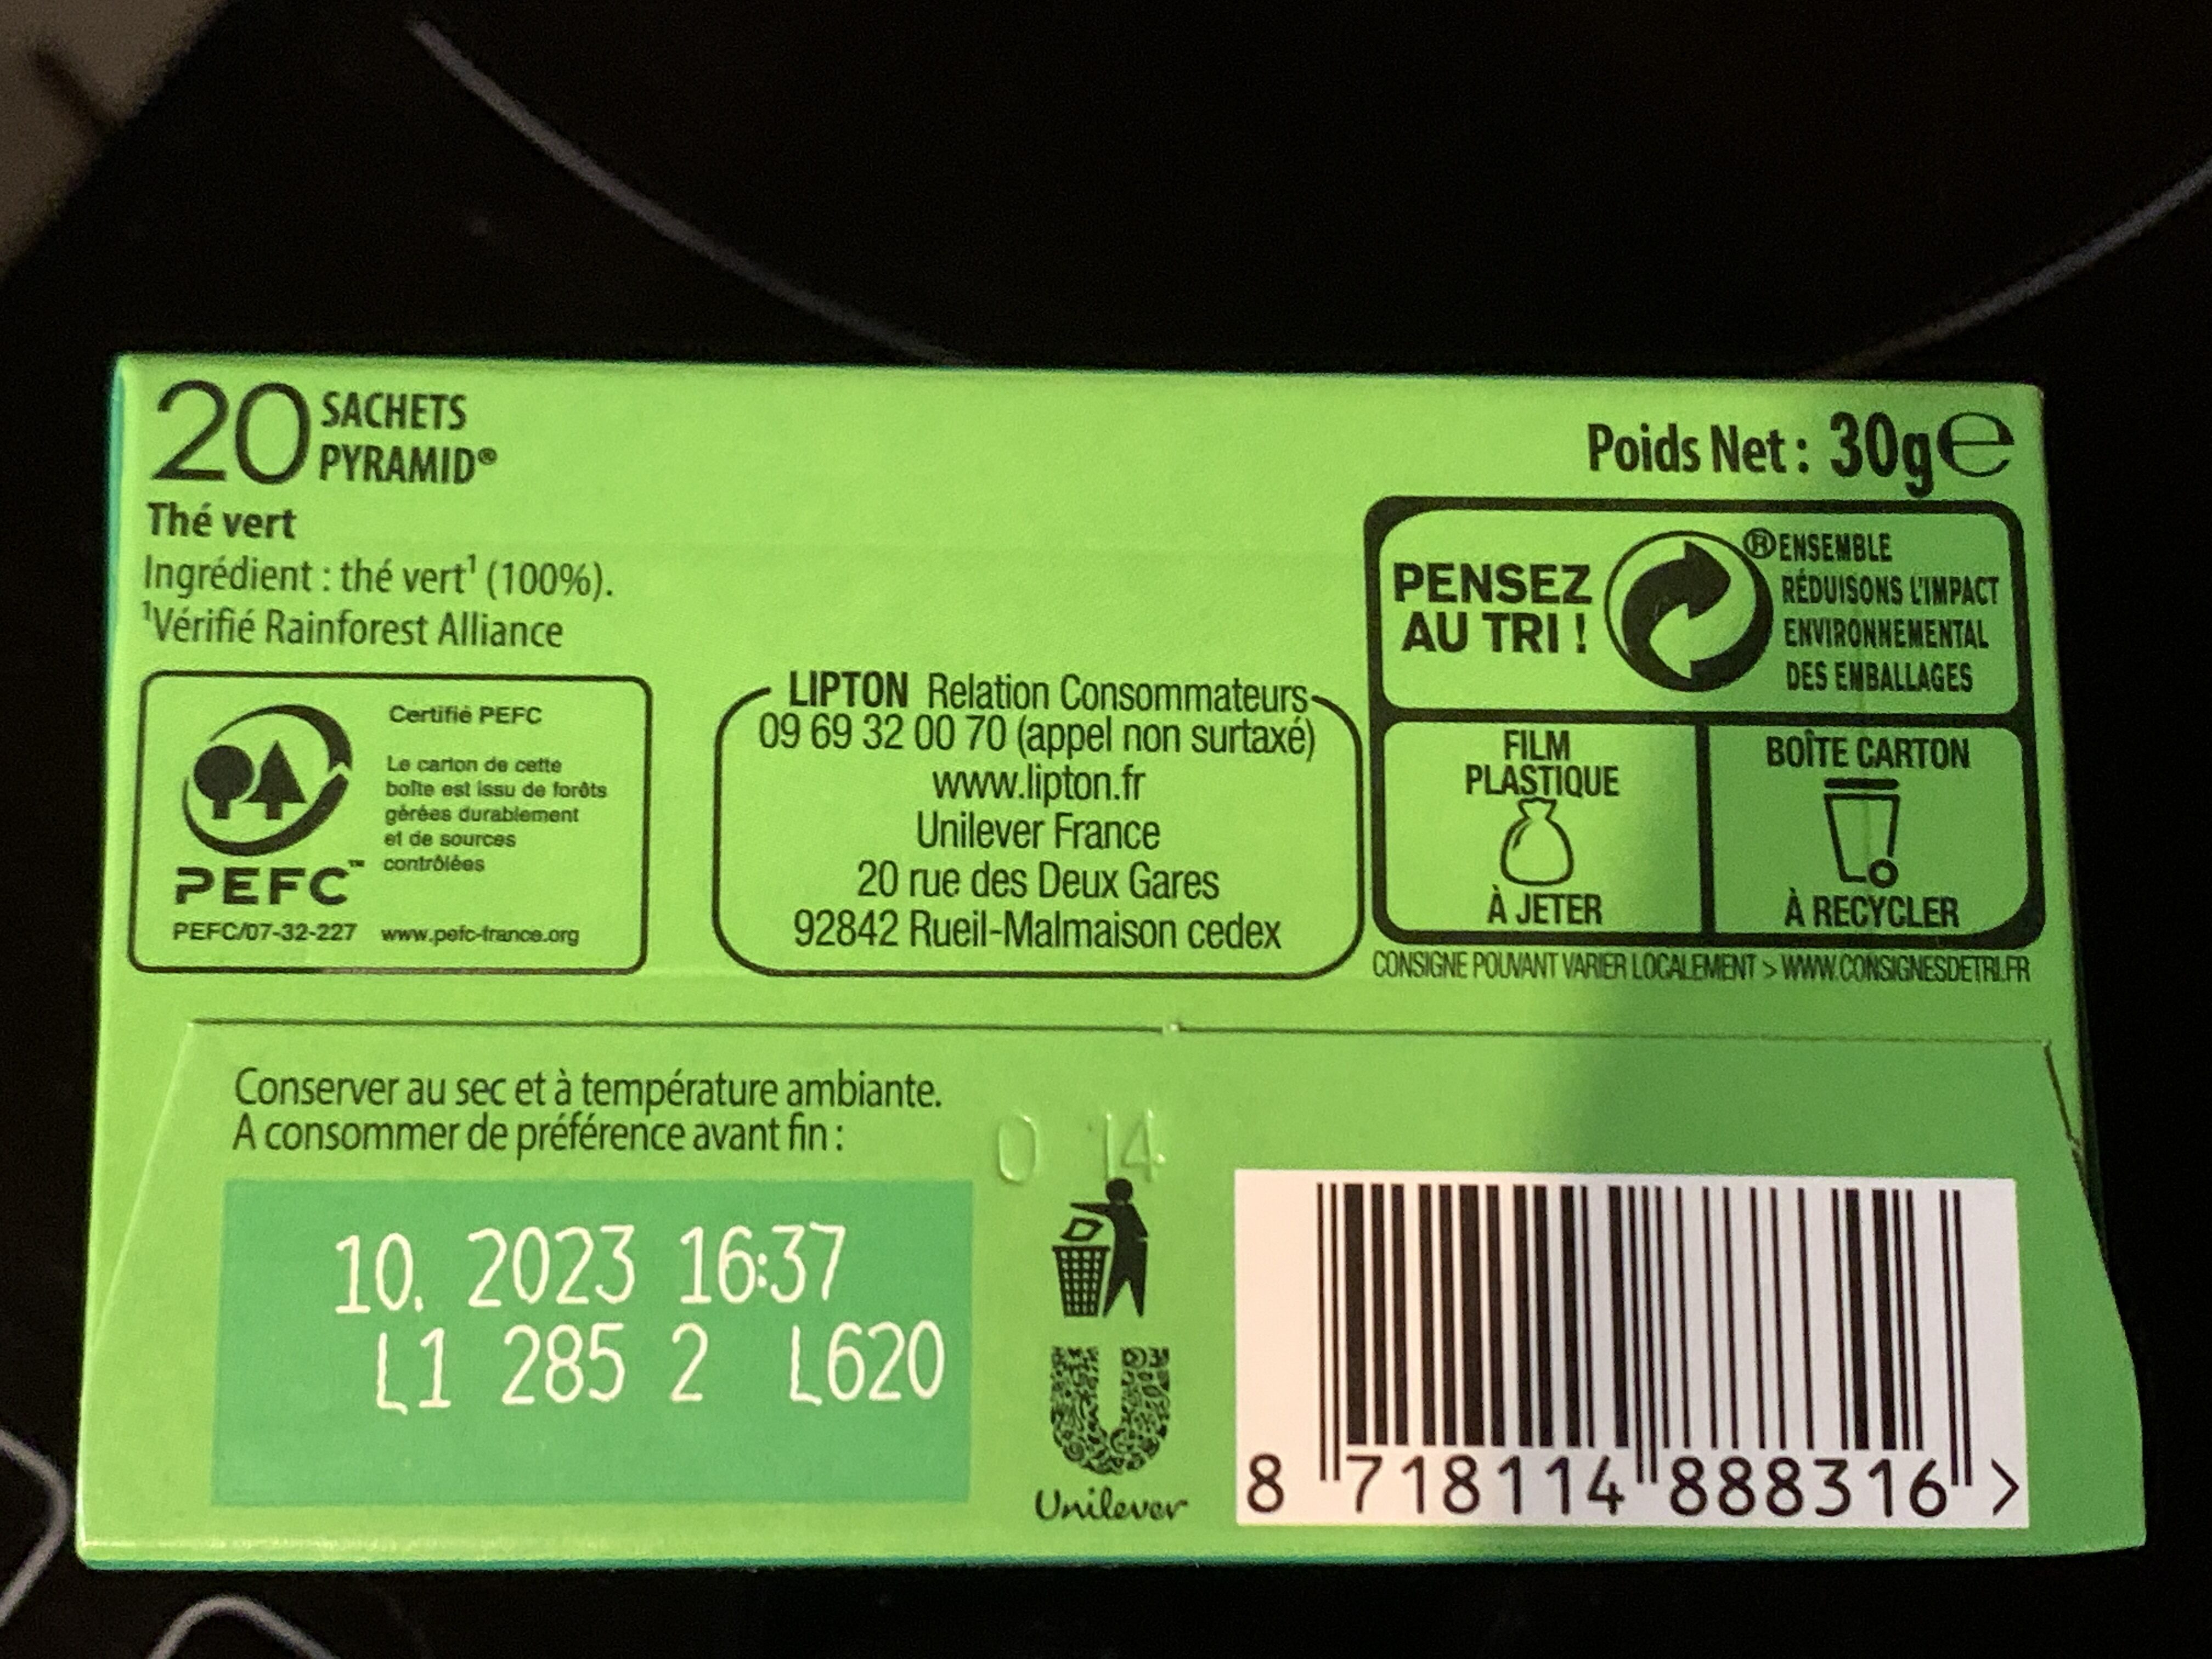 20 SACHETS
PYRAMID®
Thé vert
Ingrédient : thé vert¹ (100%).
¹Vérifié Rainforest Alliance
Poids Net : 30g℮
PENSEZ
AU TRI !
®ENSEMBLE
RÉDUISONS L'IMPACT
ENVIRONNEMENTAL
DES EMBALLAGES
FILM
PLASTIQUE
À JETER
BOÎTE CARTON
À RECYCLER
CONSIGNE POUVANT VARIER LOCALEMENT > WWW.CONSIGNESDETRI.FR
Certifié PEFC
Le carton de cette
boîte est issu de forêts
gérées durablement
et de sources
contrôlées
PEFC™
PEFC/07-32-227 www.pefc-france.org
LIPTON Relation Consommateurs
09 69 32 00 70 (appel non surtaxé)
www.lipton.fr
Unilever France
20 rue des Deux Gares
92842 Rueil-Malmaison cedex
Conserver au sec et à température ambiante.
A consommer de préférence avant fin :
0 14
10. 2023 16:37
L1 285 2 L620
Unilever
8 718114 888316 >